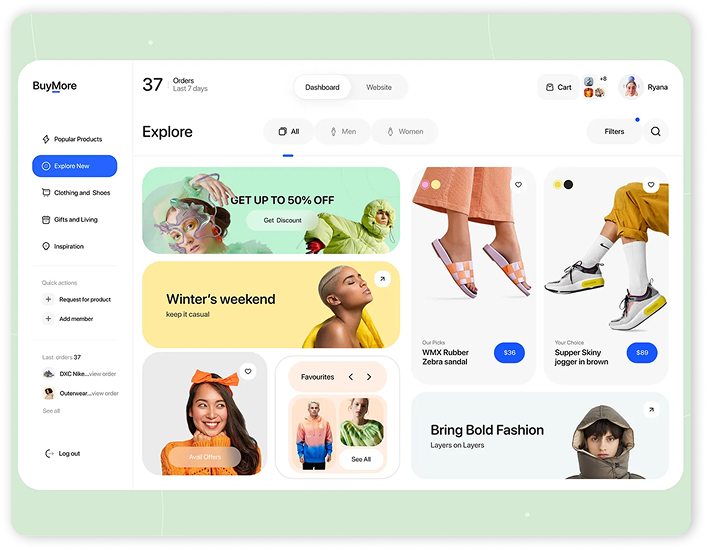 BuyMore
37
Orders
Last 7 days
Dashboard
Website
Cart
+8
Ryana
Explore
All
Men
Women
Filters
Popular Products
Explore New
Clothing and Shoes
Gifts and Living
Inspiration
Quick actions
Request for product
Add member
Last orders 37
DXC Nike...view order
Outerwear...view order
See all
Log out
GET UP TO 50% OFF
Get Discount
Winter's weekend
keep it casual
Avail Offers
Favourites
See All
Our Picks
WMX Rubber
Zebra sandal
$36
Your Choice
Supper Skiny
jogger in brown
$89
Bring Bold Fashion
Layers on Layers